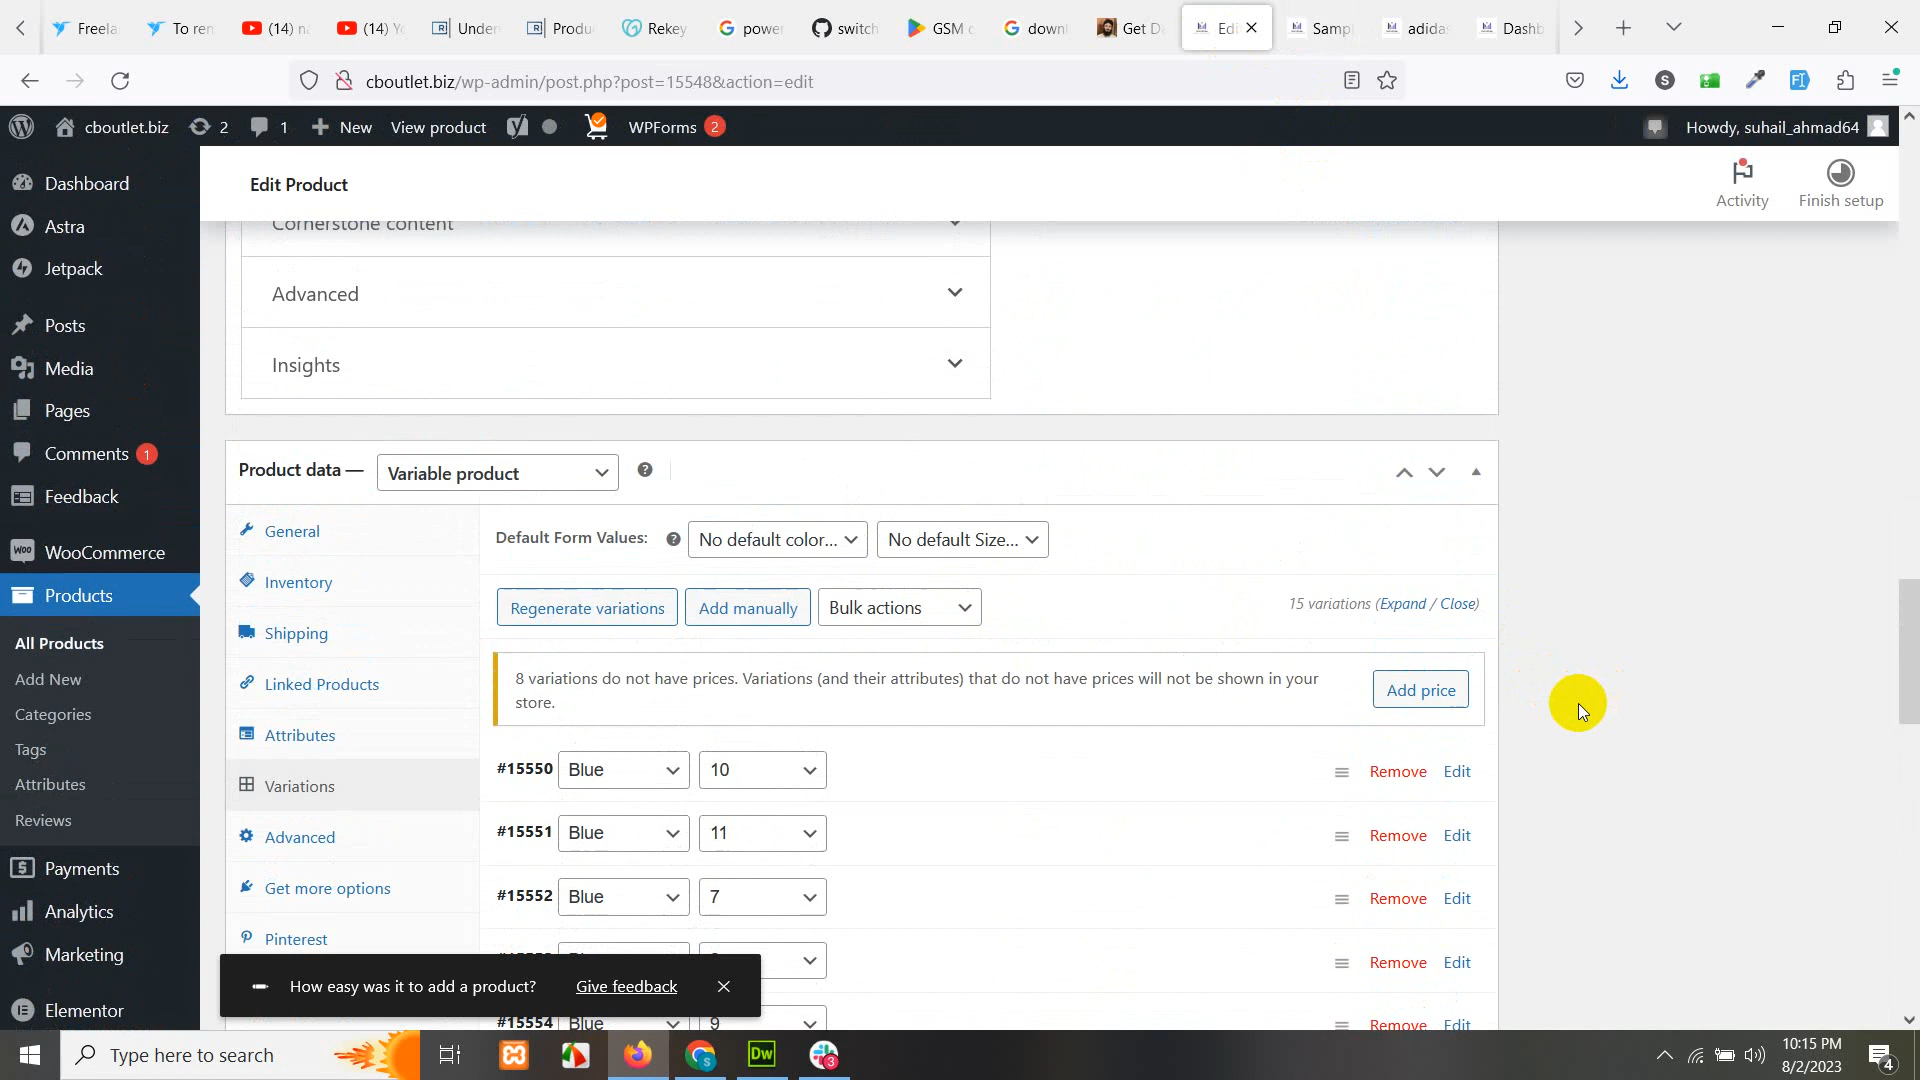 Freela
To ren
(14) n
(14) Y
Under
Produ
Rekey
powe
switch
GSM c
down
Get D
Edi
Samp
adida
Dashb
cboutlet.biz/wp-admin/post.php?post=15548&action=edit
cboutlet.biz
2
1
New
View product
WPForms 2
Howdy, suhail_ahmad64
Dashboard
Astra
Jetpack
Posts
Media
Pages
Comments 1
Feedback
WooCommerce
Products
All Products
Add New
Categories
Tags
Attributes
Reviews
Payments
Analytics
Marketing
Elementor
Edit Product
Activity
Finish setup
Cornerstone content
Advanced
Insights
Product data —
Variable product
General
Inventory
Shipping
Linked Products
Attributes
Variations
Advanced
Get more options
Pinterest
Default Form Values:
No default color...
No default Size...
Regenerate variations
Add manually
Bulk actions
15 variations (Expand / Close)
8 variations do not have prices. Variations (and their attributes) that do not have prices will not be shown in your
store.
Add price
#15550 Blue 10 Remove Edit
#15551 Blue 11 Remove Edit
#15552 Blue 7 Remove Edit
Remove Edit
#15554 Blue 9 Remove Edit
How easy was it to add a product?
Give feedback
Type here to search
Dw
3
10:15 PM
8/2/2023
4